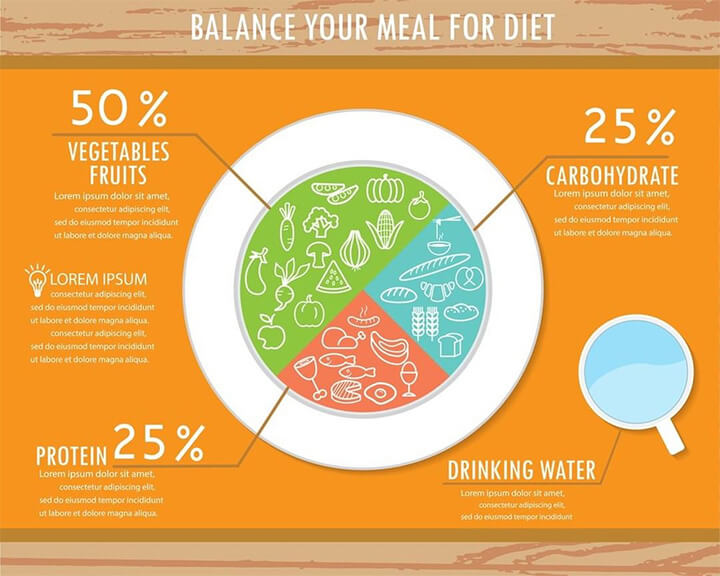 BALANCE YOUR MEAL FOR DIET
50%
VEGETABLES
FRUITS
Lorem ipsum dolor sit amet,
consectetur adipiscing elit,
sed do eiusmod tempor incididunt
ut labore et dolore magna aliqua.
25%
CARBOHYDRATE
Lorem ipsum dolor sit amet,
consectetur adipiscing elit,
sed do eiusmod tempor incididunt
ut labore et dolore magna aliqua.
LOREM IPSUM
consectetur adipiscing elit,
sed do eiusmod tempor incididunt
ut labore et dolore magna aliqua.
consectetur adipiscing elit,
sed do eiusmod tempor incididunt
ut labore et dolore magna aliqua.
PROTEIN 25%
Lorem ipsum dolor sit amet,
consectetur adipiscing elit,
sed do eiusmod tempor incididunt
ut labore et dolore magna aliqua.
DRINKING WATER
Lorem ipsum dolor sit amet,
consectetur adipiscing elit,
sed do eiusmod tempor incididunt